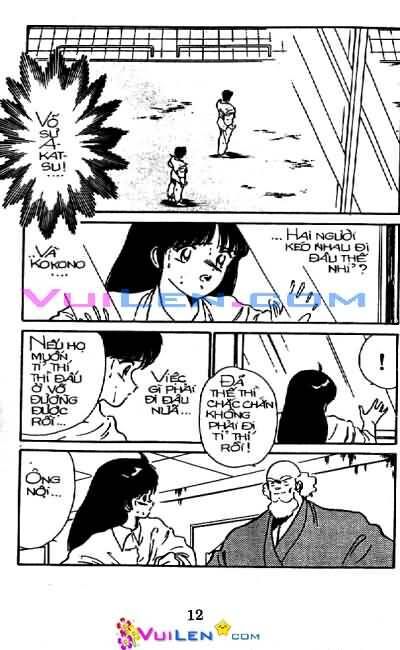 VÕ
SƯ
A-
KAT-
SU!
...VÀ
KOKONO
....
... HAI NGƯỜI
KÉO NHAU ĐI
ĐÂU THẾ
NHỈ?
VUILEN.COM
NẾU HỌ
MUỐN
TỈ THÍ
THI ĐẤU
Ở VÕ
ĐƯỜNG
ĐƯỢC
RỒI...
VIỆC
GÌ PHẢI
ĐI ĐÂU
NỮA...
ĐÃ
THẾ THÌ
CHẮC CHẮN
KHÔNG
PHẢI ĐI
TỈ THÍ
RỒI!
!
ÔNG
NỘI...
12
VUILEN.COM